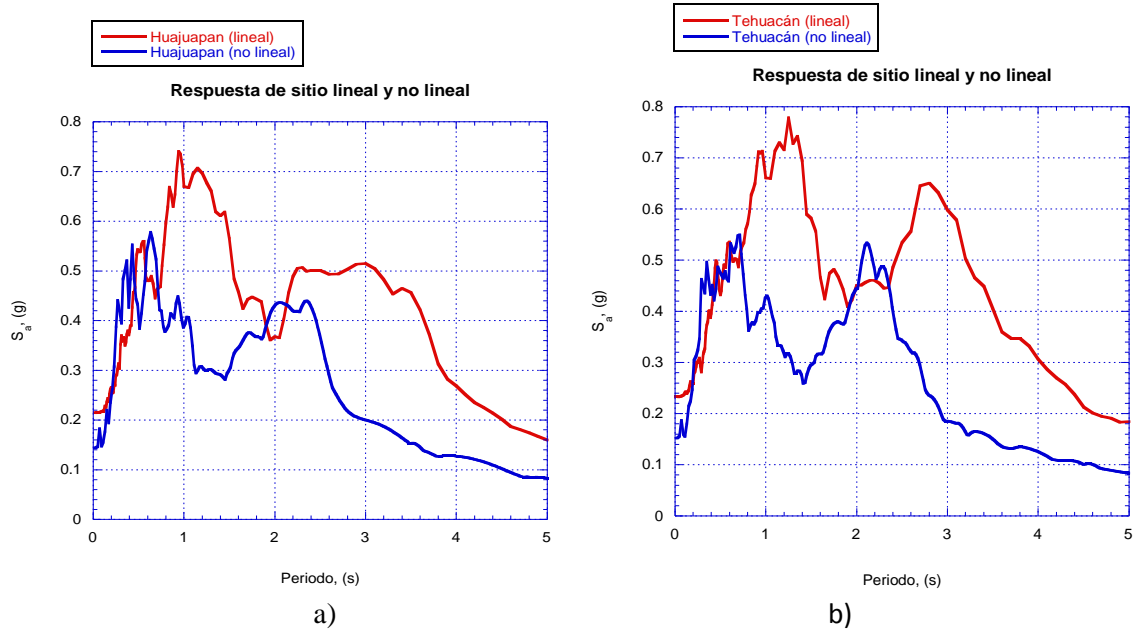 Huajuapan (lineal)
Huajuapan (no lineal)
Respuesta de sitio lineal y no lineal
0.8
0.7
0.6
0.5
0.4
0.3
0.2
0.1
0
S a, (g)
0 1 2 3 4 5
Periodo, (s)
a)
Tehuacán (lineal)
Tehuacán (no lineal)
Respuesta de sitio lineal y no lineal
0.8
0.7
0.6
0.5
0.4
0.3
0.2
0.1
0
S a, (g)
0 1 2 3 4 5
Periodo, (s)
b)